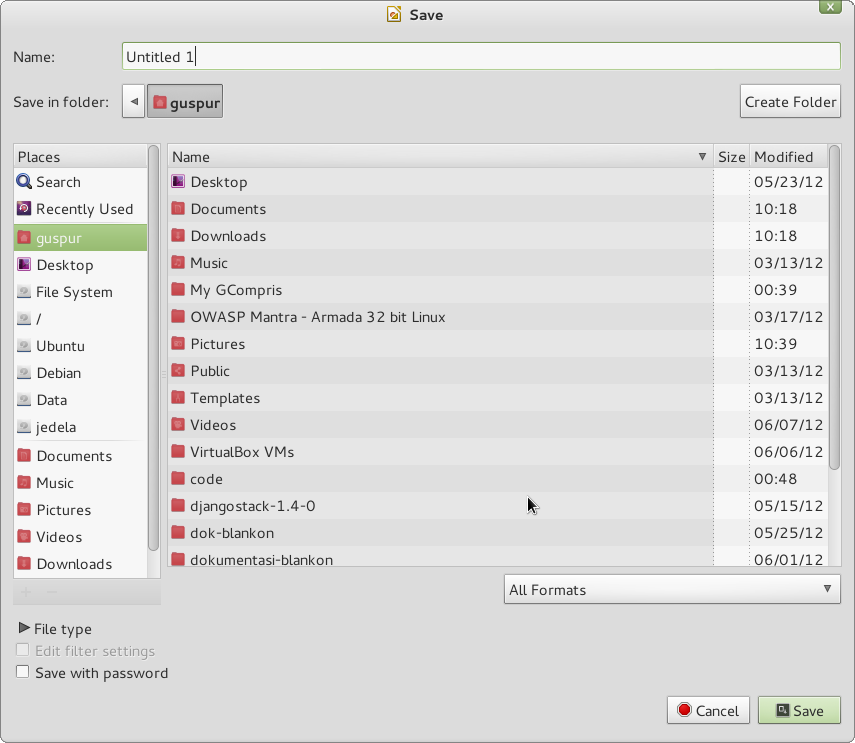 Save
Name: Untitled 1
Save in folder: guspur Create Folder
Places Name Size Modified
Search Desktop 05/23/12
Recently Used Documents 10:18
guspur Downloads 10:18
Desktop Music 03/13/12
File System My GCompris 00:39
/ OWASP Mantra - Armada 32 bit Linux 03/17/12
Ubuntu Pictures 10:39
Debian Public 03/13/12
Data Templates 03/13/12
jedela Videos 06/07/12
Documents VirtualBox VMs 06/06/12
Music code 00:48
Pictures djangostack-1.4-0 05/15/12
Videos dok-blankon 05/25/12
Downloads dokumentasi-blankon 06/01/12
All Formats
File type
Edit filter settings
Save with password
Cancel Save